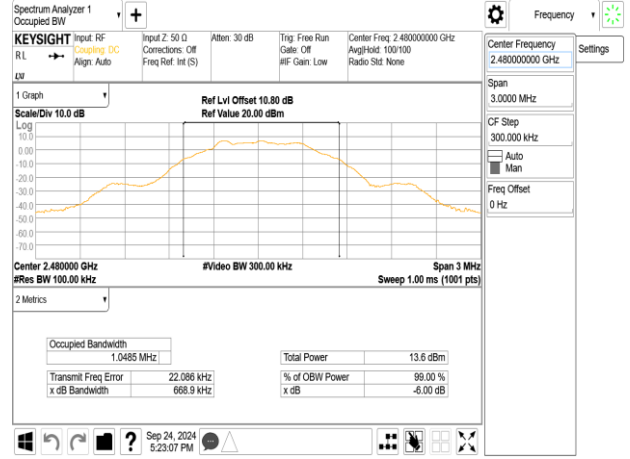 Spectrum Analyzer 1
Occupied BW
Frequency
KEYSIGHT
RL
Align: Auto
LXI
Input: RF
Coupling: DC
Input Z: 50 Ω
Corrections: Off
Freq Ref: Int (S)
Atten: 30 dB
Trig: Free Run
Gate: Off
#IF Gain: Low
Center Freq: 2.480000000 GHz
Avg|Hold: 100/100
Radio Std: None
Center Frequency
2.480000000 GHz
Settings
Span
3.0000 MHz
CF Step
300.000 kHz
Auto
Man
Freq Offset
0 Hz
1 Graph
Ref Lvl Offset 10.80 dB
Scale/Div 10.0 dB
Ref Value 20.00 dBm
Log
10.0
0.00
-10.0
-20.0
-30.0
-40.0
-50.0
-60.0
-70.0
Center 2.480000 GHz
#Video BW 300.00 kHz
Span 3 MHz
#Res BW 100.00 kHz
Sweep 1.00 ms (1001 pts)
2 Metrics
Occupied Bandwidth
1.0485 MHz
Total Power 13.6 dBm
Transmit Freq Error 22.086 kHz
% of OBW Power 99.00 %
x dB Bandwidth 668.9 kHz
x dB -6.00 dB
Sep 24, 2024
5:23:07 PM